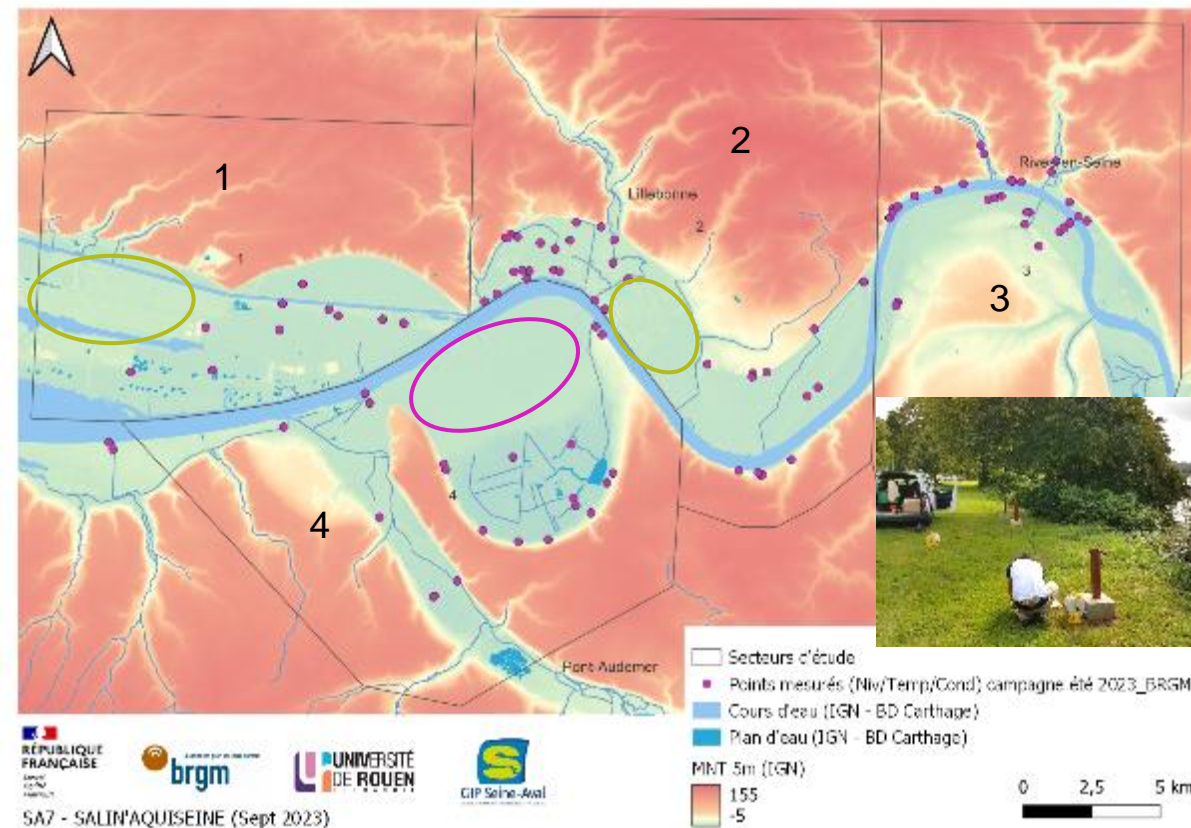 1
2
Rives-en-Seine
Lillebonne
2
1
3
3
4
4
Pont-Audemer
Secteurs d'étude
Points mesurés (Niv/Temp/Cond) campagne été 2023_BRGM
Cours d'eau (IGN - BD Carthage)
Plan d'eau (IGN - BD Carthage)
MNT 5m (IGN)
155
-5
0 2,5 5 km
RÉPUBLIQUE
FRANÇAISE
brgm
UNIVERSITÉ
DE ROUEN
GIP Seine-Aval
SA7 - SALIN'AQUISEINE (Sept 2023)